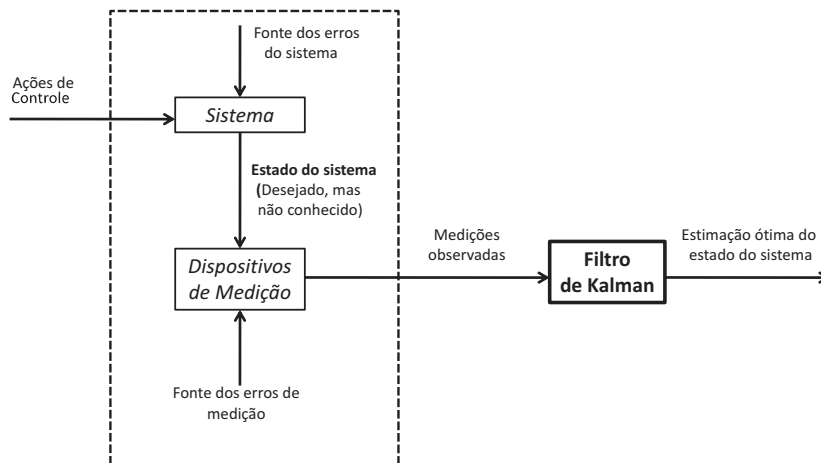 Fonte dos erros
do sistema
Ações de
Controle
Sistema
Estado do sistema
(Desejado, mas
não conhecido)
Dispositivos
de Medição
Medições
observadas
Filtro
de Kalman
Estimação ótima do
estado do sistema
Fonte dos erros de
medição